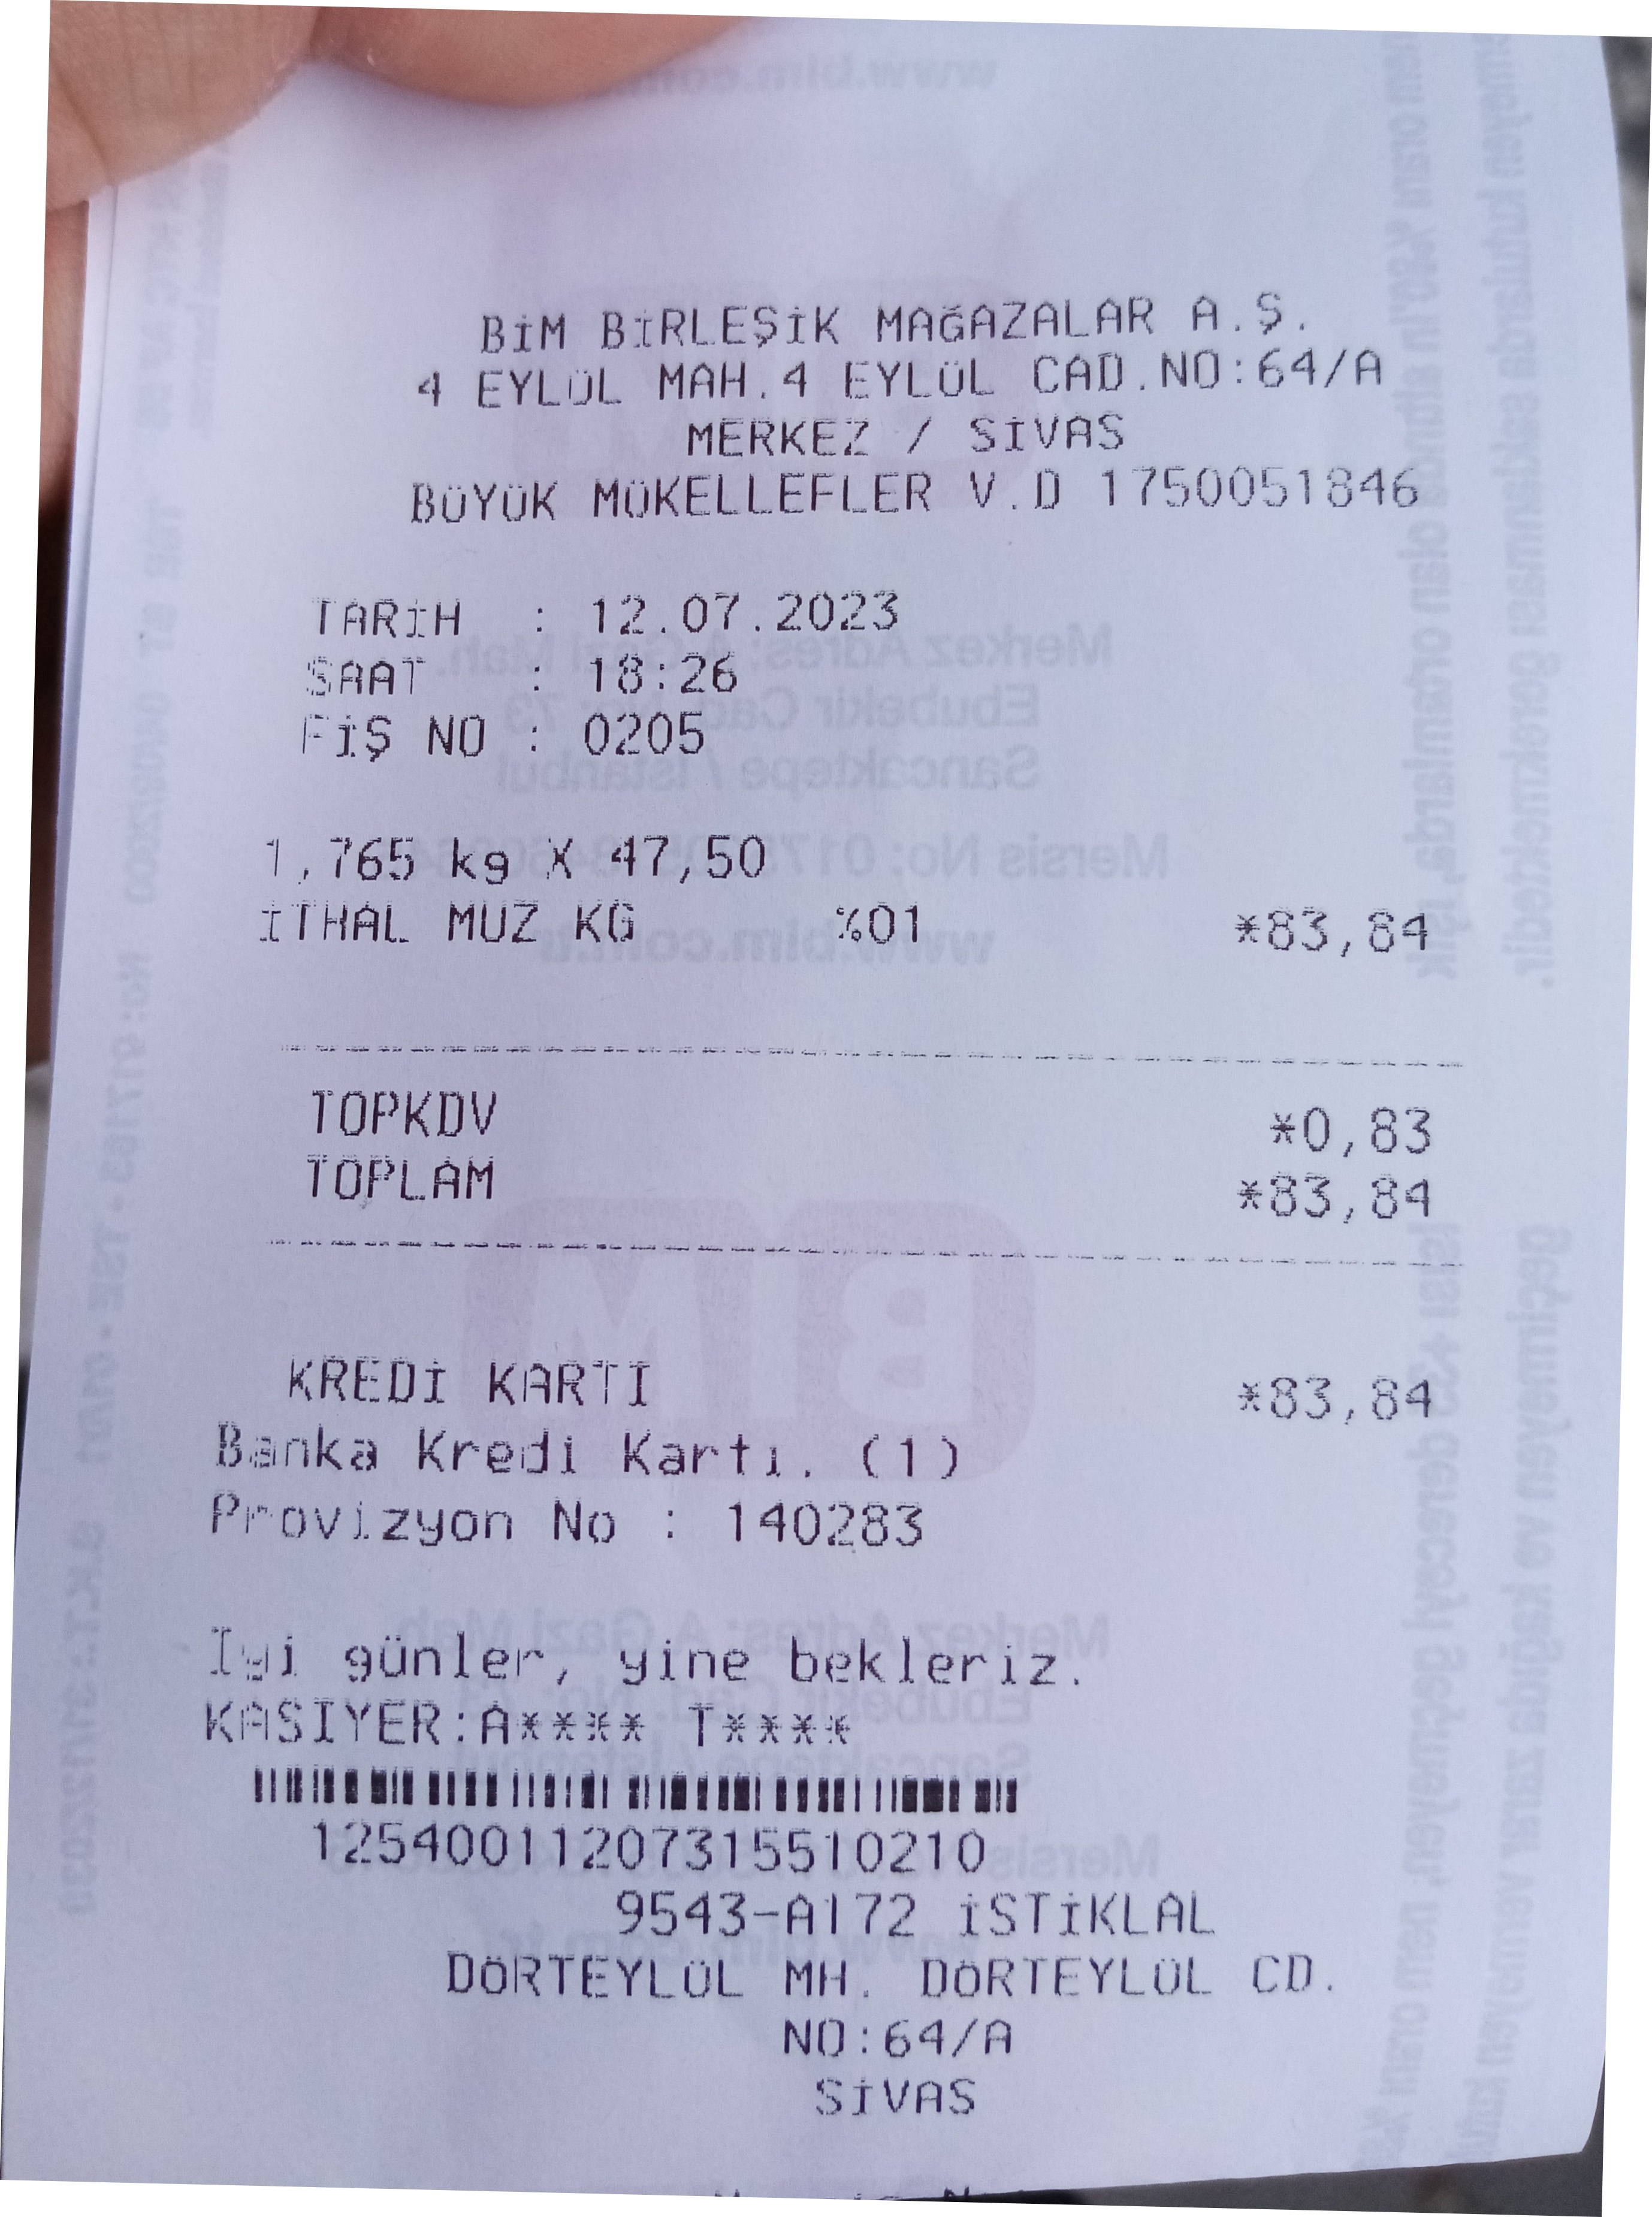 BİM BİRLEŞİK MAĞAZALAR A.Ş.
4 EYLÜL MAH.4 EYLÜL CAD.NO:64/A
MERKEZ / SİVAS
BÜYÜK MÜKELLEFLER V.D 1750051846
TARİH : 12.07.2023
SAAT : 18:26
FİŞ NO : 0205
1,765 kg X 47,50
İTHAL MUZ KG %01 *83,84
TOPKDV *0,83
TOPLAM *83,84
KREDİ KARTI *83,84
Banka Kredi Kartı. (1)
Provizyon No : 140283
Iyi günler, yine bekleriz.
KASIYER:A**** T****
12540011207315510210
9543-A172 İSTİKLAL
DÖRTEYLÜL MH. DÖRTEYLÜL CD.
NO:64/A
SİVAS